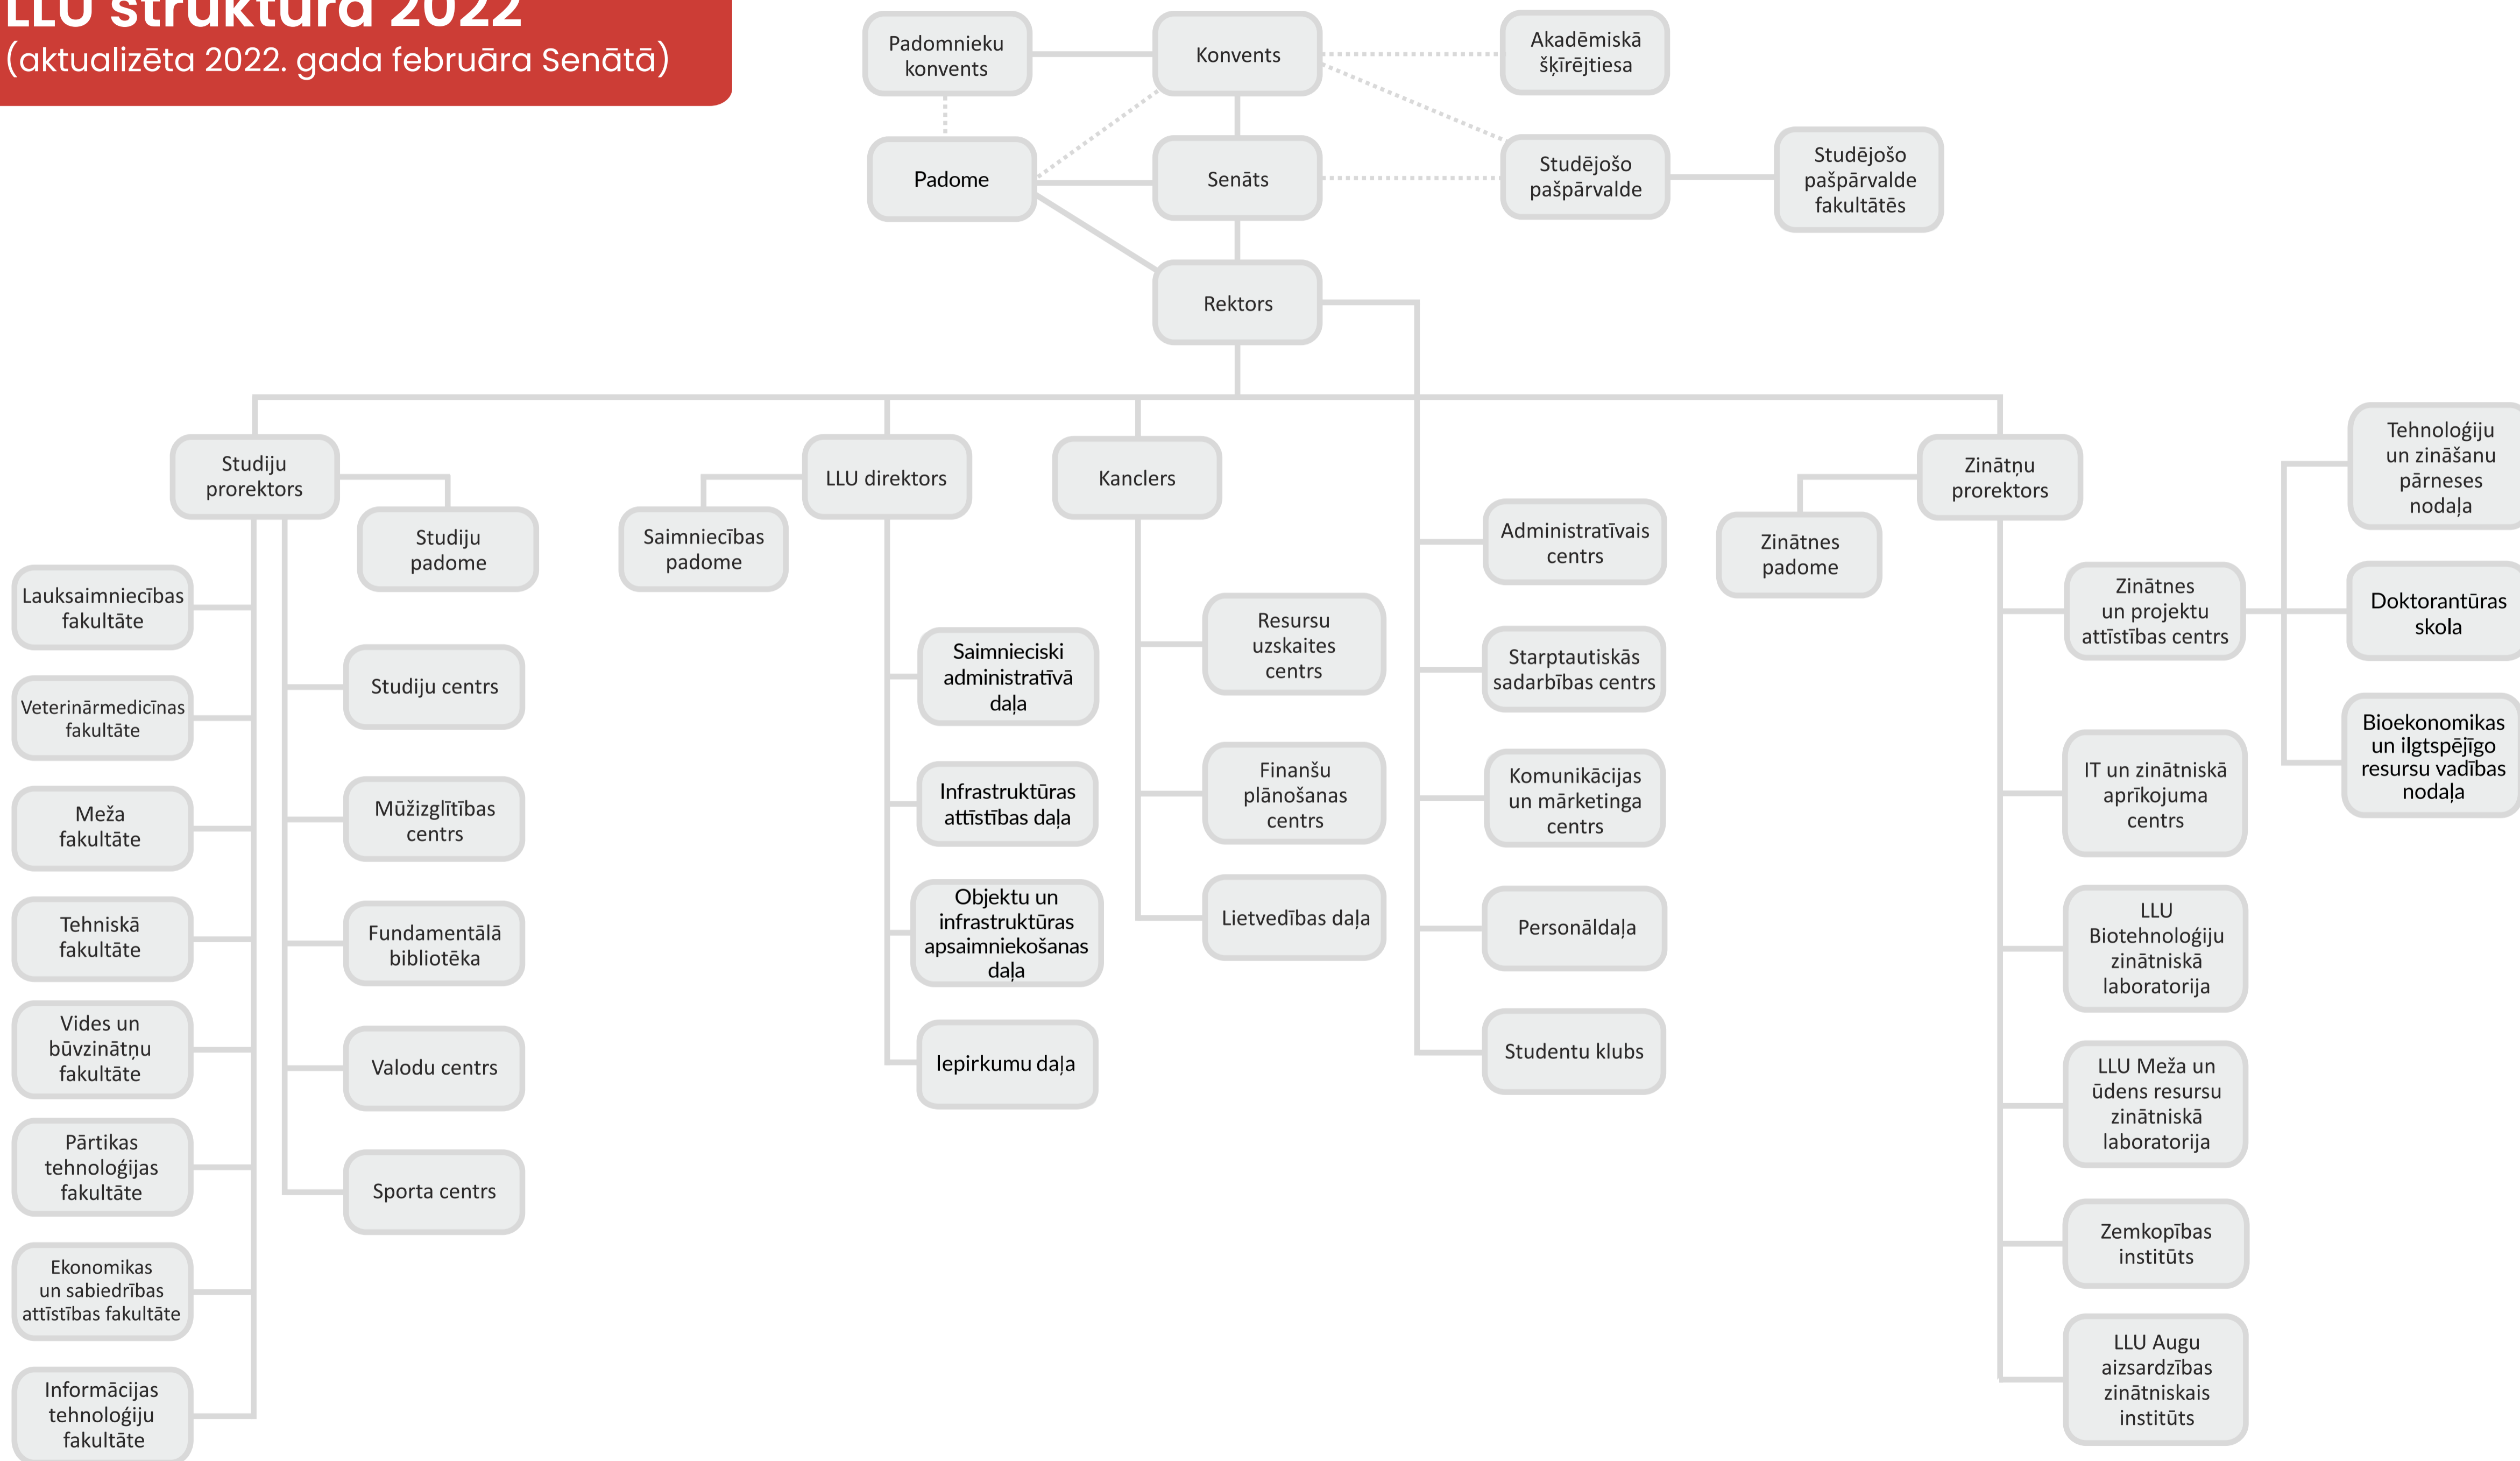 LLU struktūra 2022
(aktualizēta 2022. gada februāra Senātā)
Padomnieku
konvents
Konvents
Akadēmiskā
šķīrējtiesa
Padome
Senāts
Studējošo
pašpārvalde
Studējošo
pašpārvalde
fakultātēs
Rektors
Studiju
prorektors
Studiju
padome
Lauksaimniecības
fakultāte
Veterinārmedicīnas
fakultāte
Meža
fakultāte
Tehniskā
fakultāte
Vides un
būvzinātņu
fakultāte
Pārtikas
tehnoloģijas
fakultāte
Ekonomikas
un sabiedrības
attīstības fakultāte
Informācijas
tehnoloģiju
fakultāte
Studiju centrs
Mūžizglītības
centrs
Fundamentālā
bibliotēka
Valodu centrs
Sporta centrs
LLU direktors
Saimniecības
padome
Saimnieciski
administratīvā
daļa
Infrastruktūras
attīstības daļa
Objektu un
infrastruktūras
apsaimniekošanas
daļa
Iepirkumu daļa
Kanclers
Resursu
uzskaites
centrs
Finanšu
plānošanas
centrs
Lietvedības daļa
Administratīvais
centrs
Starptautiskās
sadarbības centrs
Komunikācijas
un mārketinga
centrs
Personāldaļa
Studentu klubs
Zinātņu
prorektors
Zinātnes
padome
Zinātnes
un projektu
attīstības centrs
IT un zinātniskā
aprīkojuma
centrs
LLU
Biotehnoloģiju
zinātniskā
laboratorija
LLU Meža un
ūdens resursu
zinātniskā
laboratorija
Zemkopības
institūts
LLU Augu
aizsardzības
zinātniskais
institūts
Tehnoloģiju
un zināšanu
pārneses
nodaļa
Doktorantūras
skola
Bioekonomikas
un ilgtspējīgo
resursu vadības
nodaļa